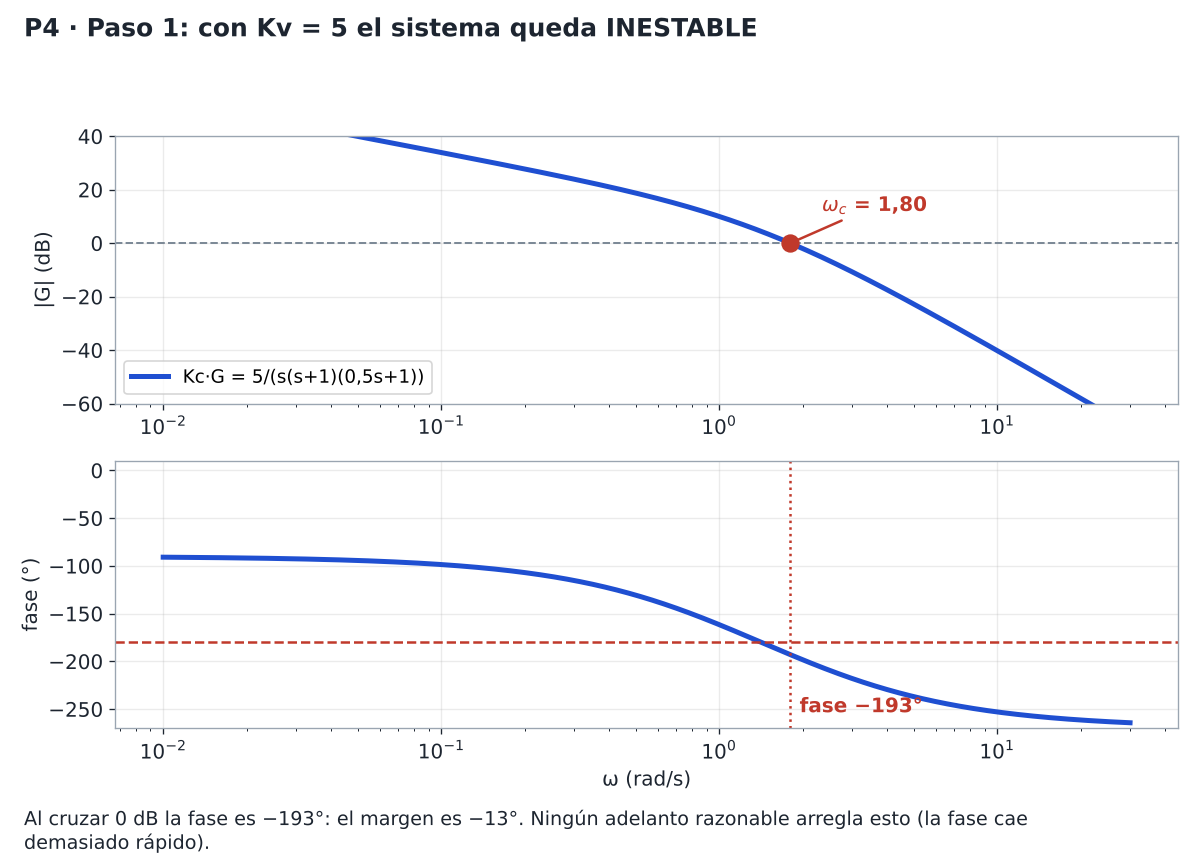 P4 · Paso 1: con Kv = 5 el sistema queda INESTABLE
40
20
0
−20
−40
−60
|G| (dB)
ω_c = 1,80
Kc·G = 5/(s(s+1)(0,5s+1))
10⁻²
10⁻¹
10⁰
10¹
0
−50
−100
−150
−200
−250
fase (°)
fase −193°
10⁻²
10⁻¹
10⁰
10¹
ω (rad/s)
Al cruzar 0 dB la fase es −193°: el margen es −13°. Ningún adelanto razonable arregla esto (la fase cae
demasiado rápido).